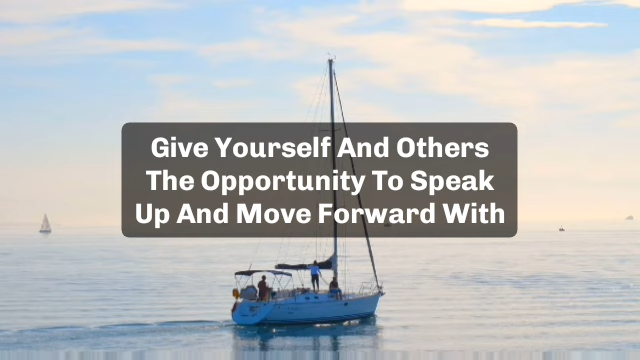 Give Yourself And Others
The Opportunity To Speak
Up And Move Forward With